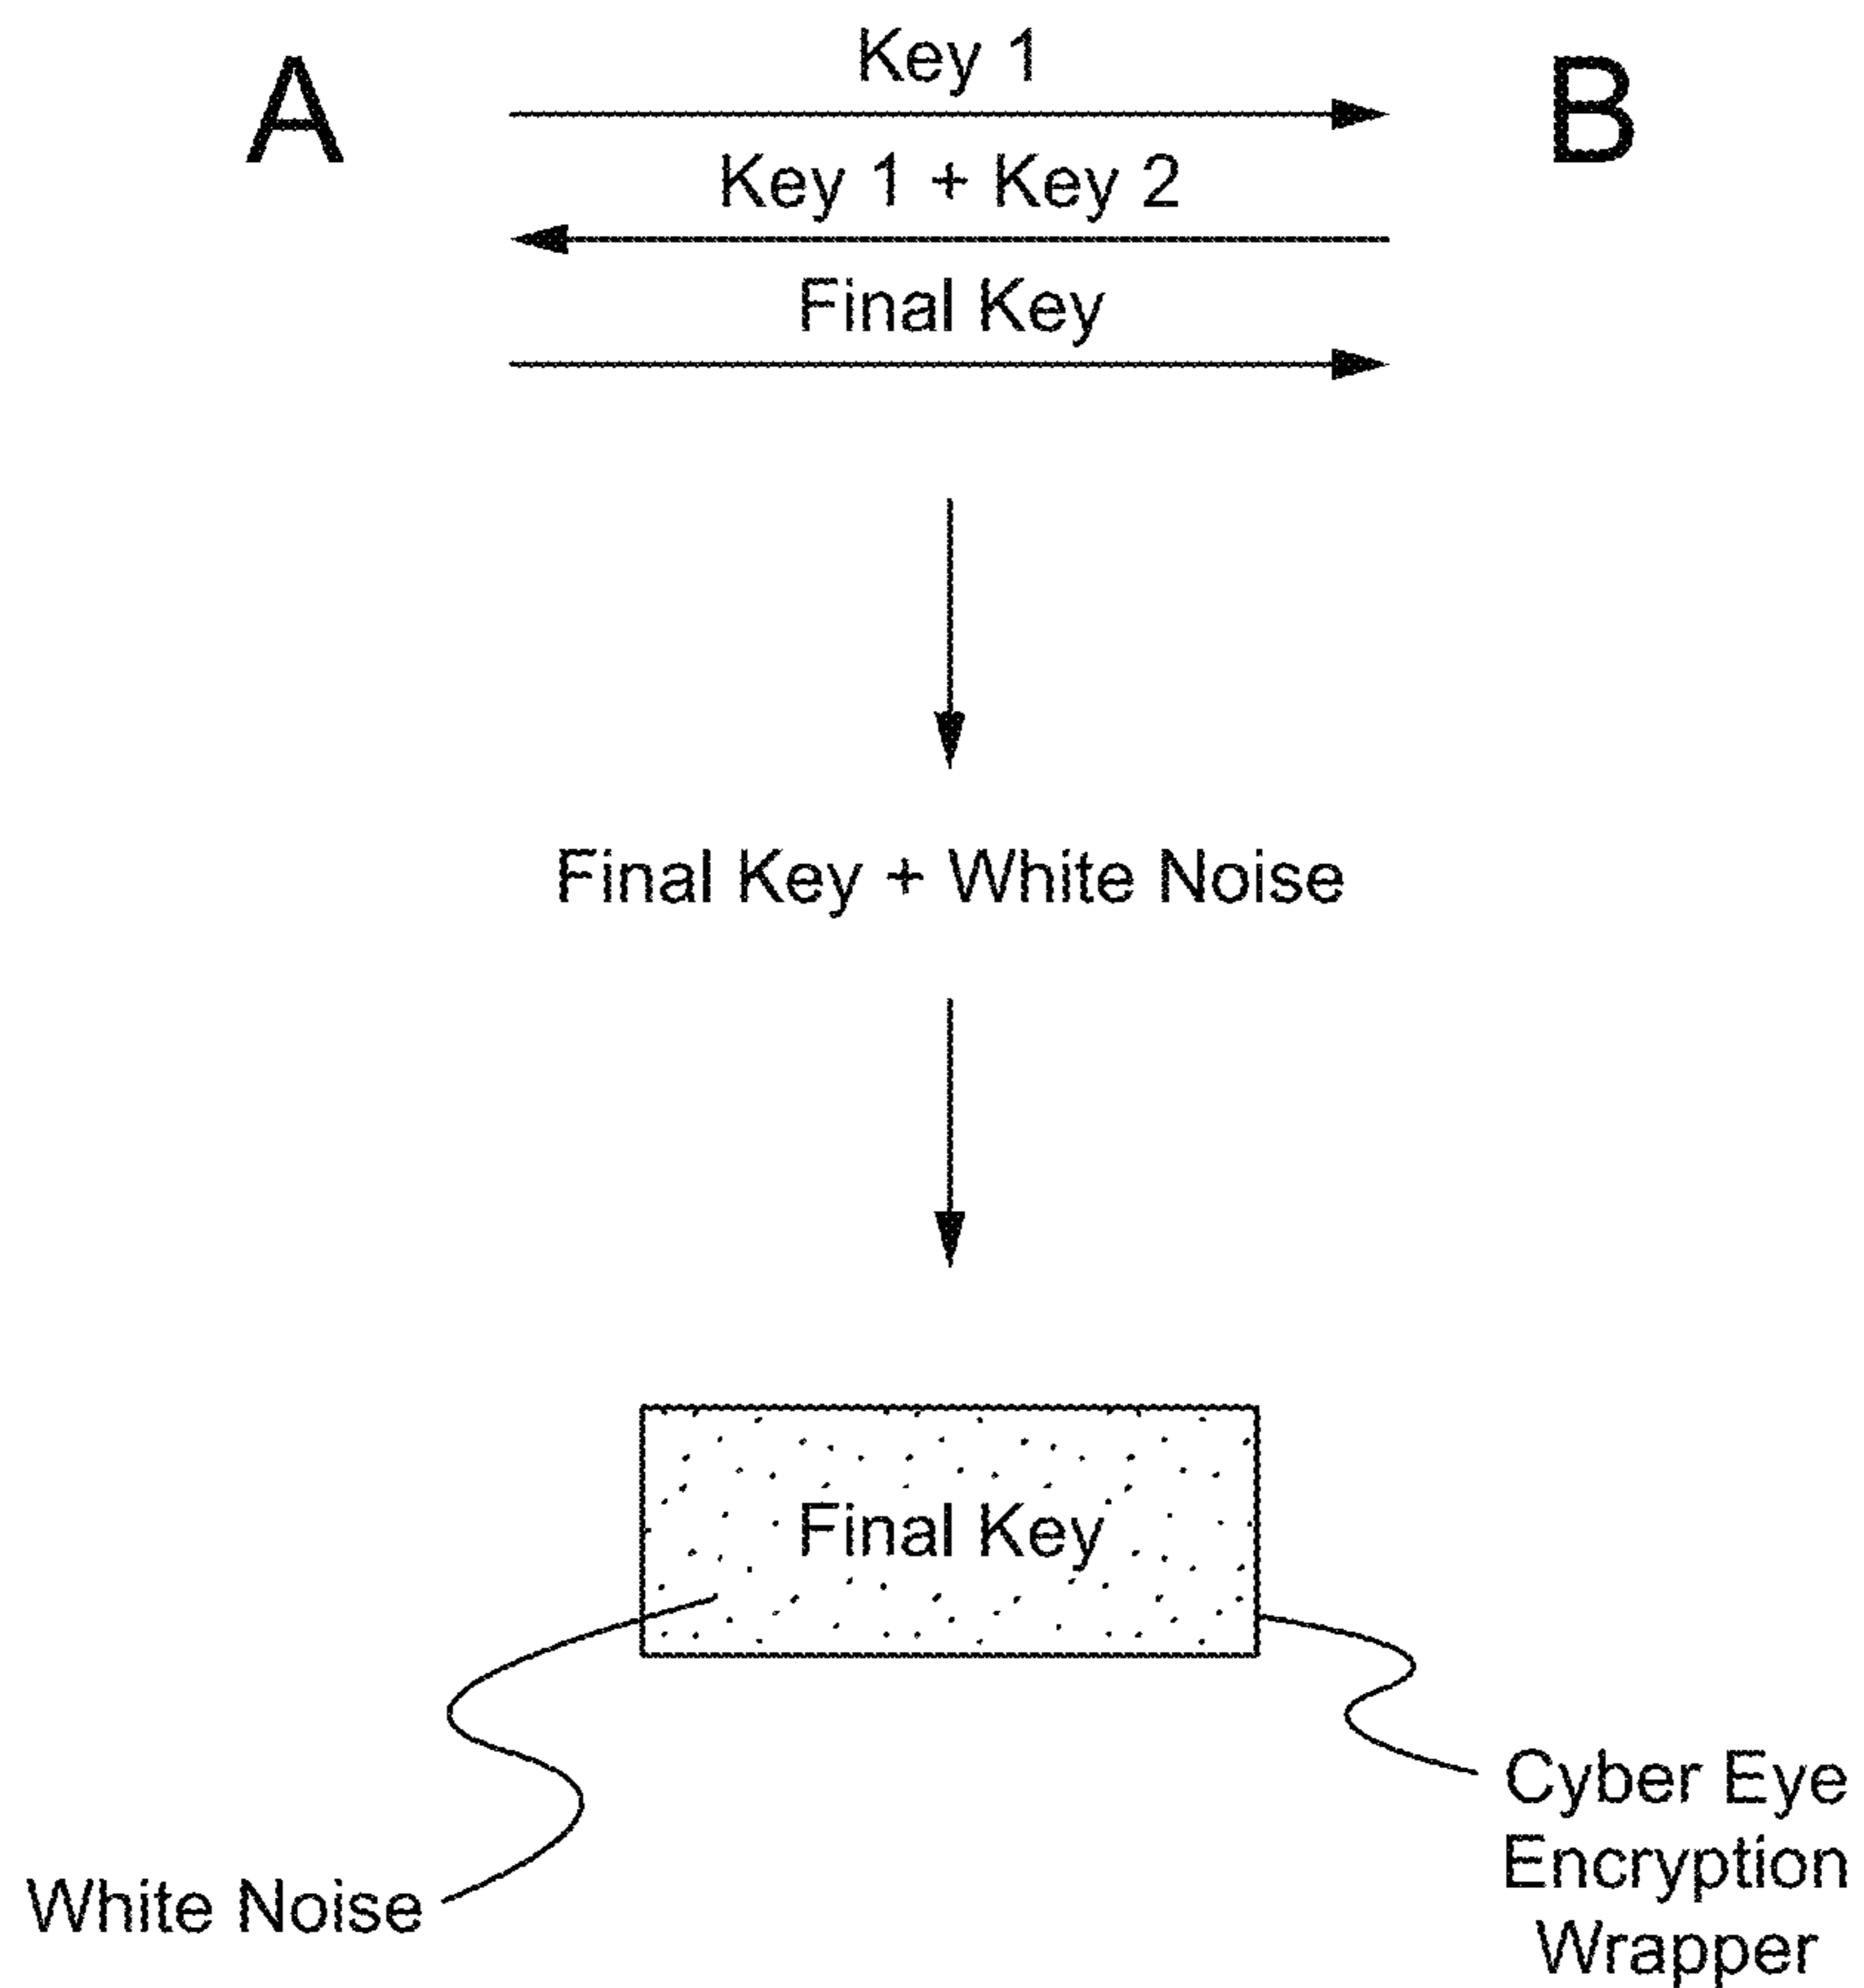 Key 1
A
B
Key 1 + Key 2
Final Key
Final Key + White Noise
Final Key
Cyber Eye
Encryption
Wrapper
White Noise